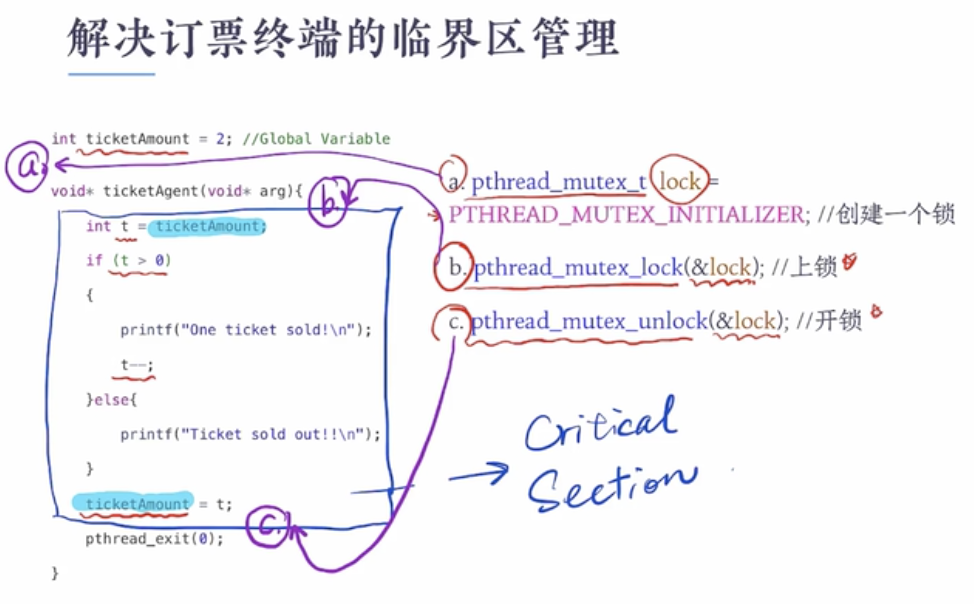 解决订票终端的临界区管理
int ticketAmount = 2; //Global Variable
a.
void* ticketAgent(void* arg){
b.
int t = ticketAmount;
if (t > 0)
{
printf("One ticket sold!\n");
t--;
}else{
printf("Ticket sold out!!\n");
}
ticketAmount = t;
c.
pthread_exit(0);
}
a. pthread_mutex_t lock =
PTHREAD_MUTEX_INITIALIZER; //创建一个锁
b. pthread_mutex_lock(&lock); //上锁
c. pthread_mutex_unlock(&lock); //开锁
Critical
Section